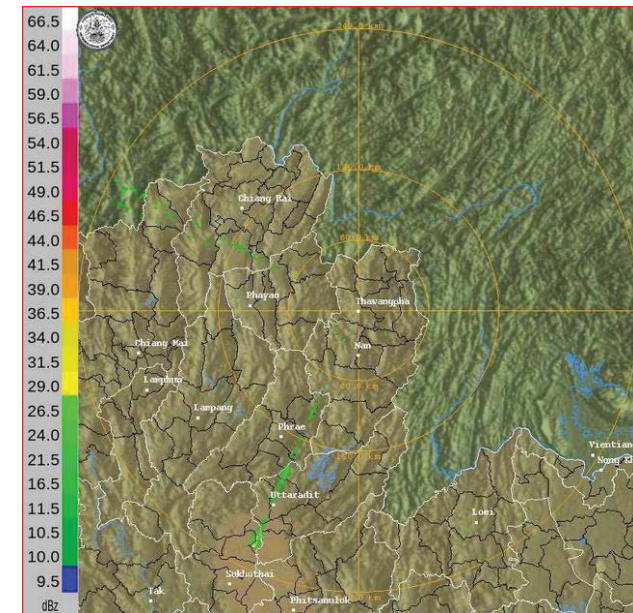 66.5
64.0
61.5
59.0
56.5
54.0
51.5
49.0
46.5
44.0
41.5
39.0
36.5
34.0
31.5
29.0
26.5
24.0
21.5
16.5
11.5
10.5
10.0
9.5
dBz
Chiang Rai
Phayao
Thawangpha
Nan
Chiang Mai
Lamphun
Lampang
Phrae
Uttaradit
Vientian
Nong Kh
Loei
Sukhothai
Tak
Phitsanulok